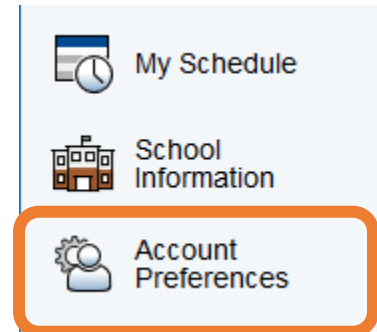 My Schedule
School
Information
Account
Preferences